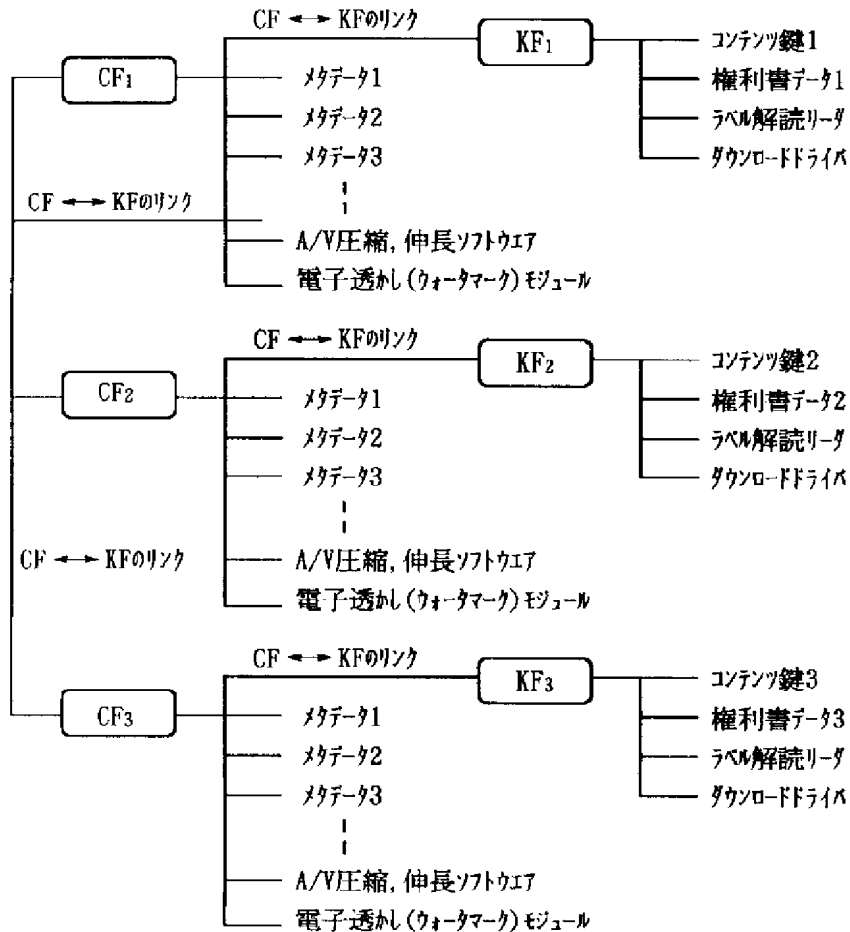 CF ←→ KFのリンク
KF1
コンテンツ鍵1
CF1
メタデータ1
権利書データ1
メタデータ2
ラベル解読リーダ
メタデータ3
ダウンロードドライバ
CF ←→ KFのリンク
A/V圧縮, 伸長ソフトウエア
電子透かし(ウォータマーク)モジュール
CF ←→ KFのリンク
KF2
コンテンツ鍵2
CF2
メタデータ1
権利書データ2
メタデータ2
ラベル解読リーダ
メタデータ3
ダウンロードドライバ
CF ←→ KFのリンク
A/V圧縮, 伸長ソフトウエア
電子透かし(ウォータマーク)モジュール
CF ←→ KFのリンク
KF3
コンテンツ鍵3
CF3
メタデータ1
権利書データ3
メタデータ2
ラベル解読リーダ
メタデータ3
ダウンロードドライバ
A/V圧縮, 伸長ソフトウエア
電子透かし(ウォータマーク)モジュール